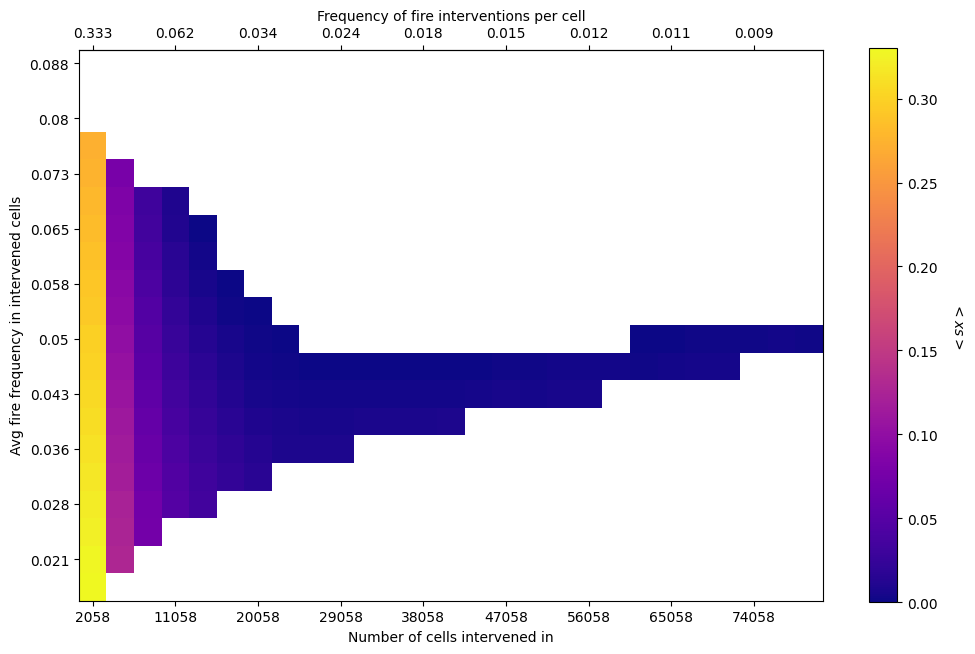 Frequency of fire interventions per cell
0.333 0.062 0.034 0.024 0.018 0.015 0.012 0.011 0.009
0.088
0.08
0.073
0.065
0.058
0.05
0.043
0.036
0.028
0.021
Avg fire frequency in intervened cells
2058 11058 20058 29058 38058 47058 56058 65058 74058
Number of cells intervened in
0.30
0.25
0.20
0.15
0.10
0.05
0.00
< sx >